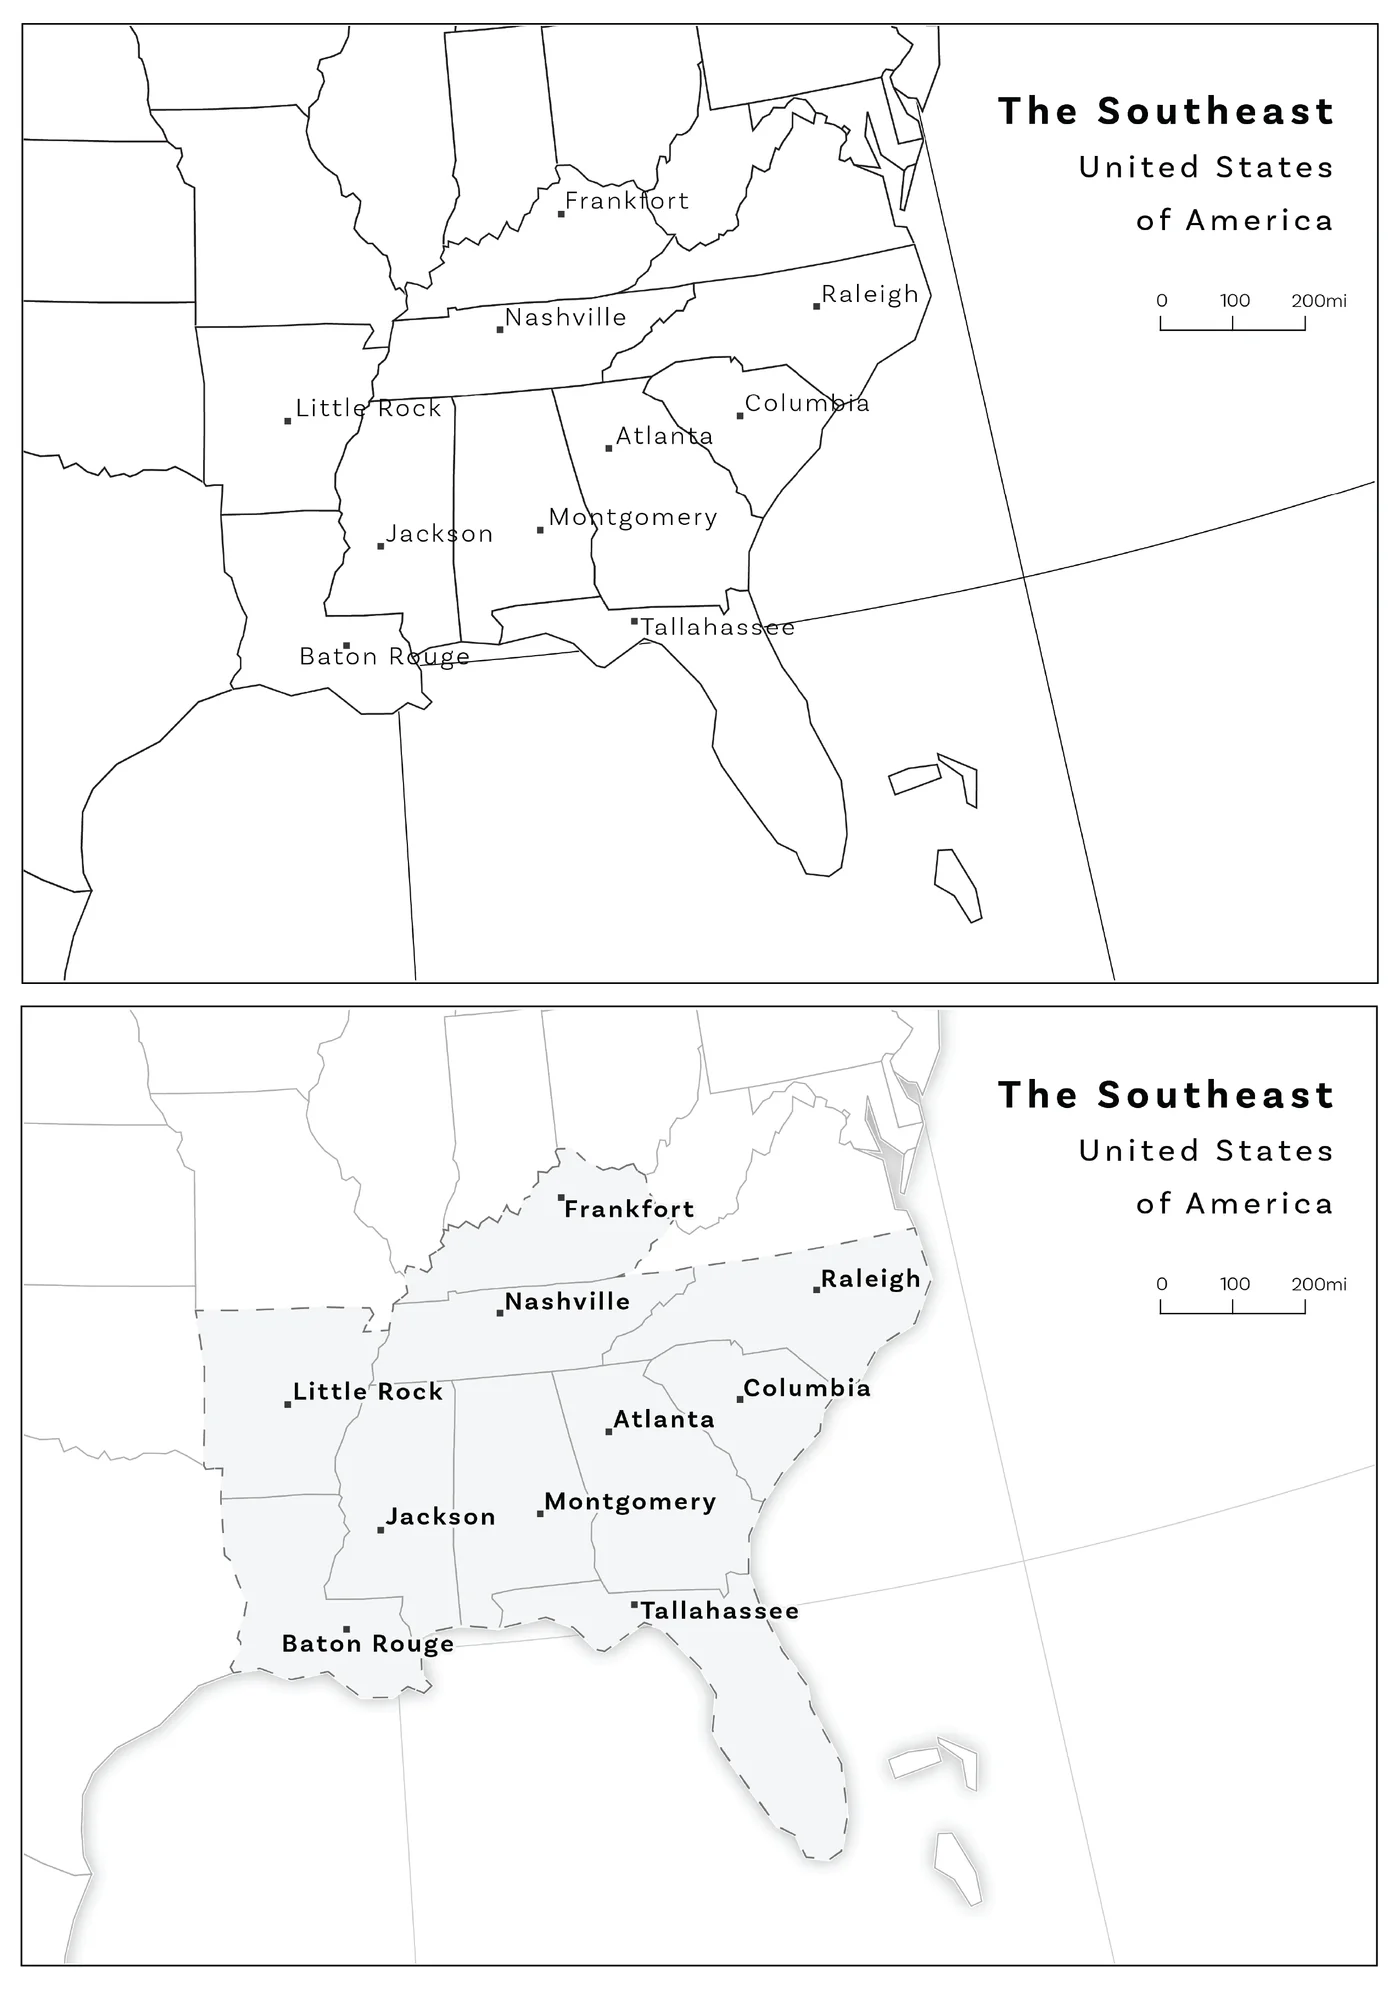 The Southeast
United States
of America
0 100 200mi
Frankfort
Raleigh
Nashville
Little Rock
Columbia
Atlanta
Montgomery
Jackson
Tallahassee
Baton Rouge
The Southeast
United States
of America
0 100 200mi
Frankfort
Raleigh
Nashville
Little Rock
Columbia
Atlanta
Montgomery
Jackson
Tallahassee
Baton Rouge